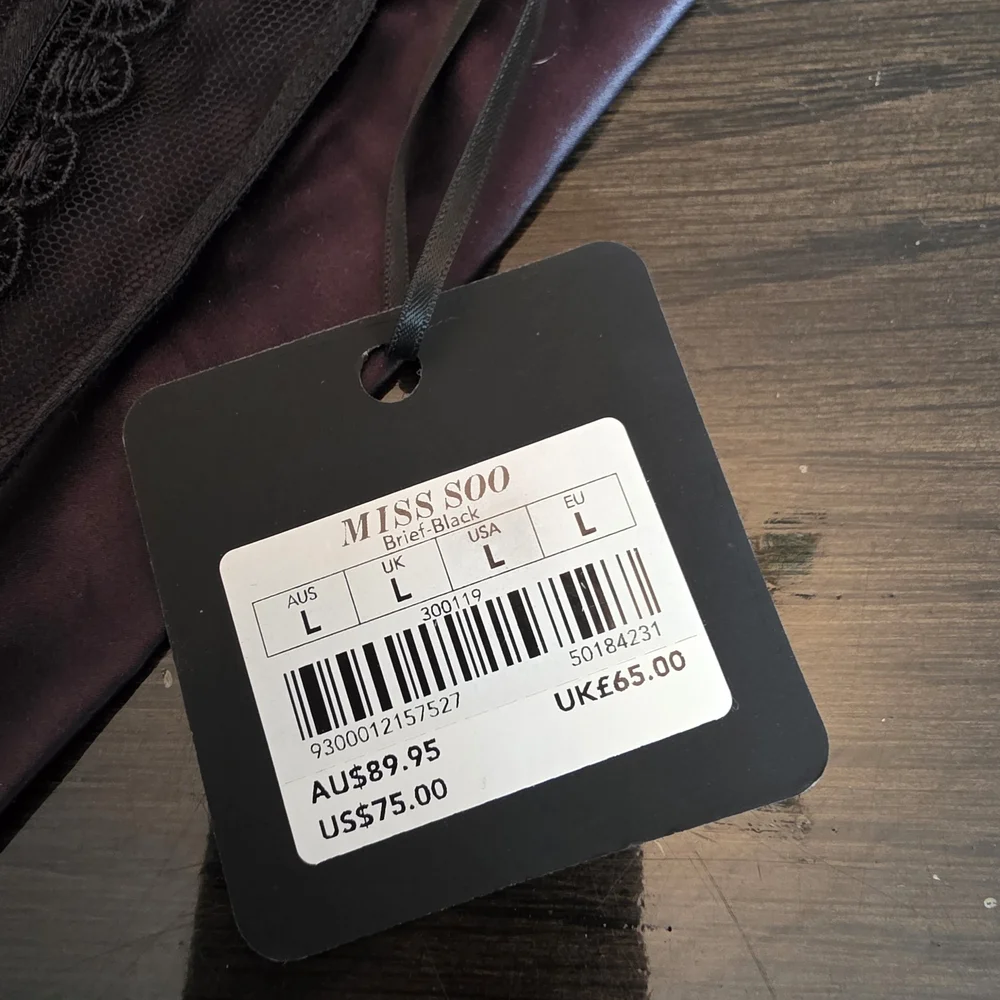 MISS SOO
Brief-Black
AUS UK USA EU
L L L L
300119
9300012157527 50184231
AU$89.95 UK£65.00
US$75.00